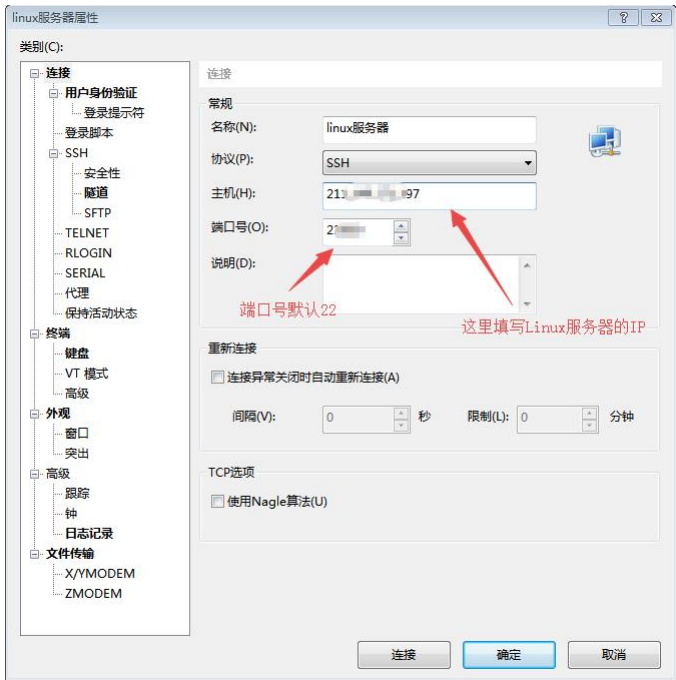 linux服务器属性
类别(C):
连接
用户身份验证
登录提示符
登录脚本
SSH
安全性
隧道
SFTP
TELNET
RLOGIN
SERIAL
代理
保持活动状态
终端
键盘
VT 模式
高级
外观
窗口
突出
高级
跟踪
钟
日志记录
文件传输
X/YMODEM
ZMODEM
连接
常规
名称(N):
linux服务器
协议(P):
SSH
主机(H):
端口号(O):
说明(D):
端口号默认22
这里填写Linux服务器的IP
重新连接
连接异常关闭时自动重新连接(A)
间隔(V): 0 秒 限制(L): 0 分钟
TCP选项
使用Nagle算法(U)
连接 确定 取消